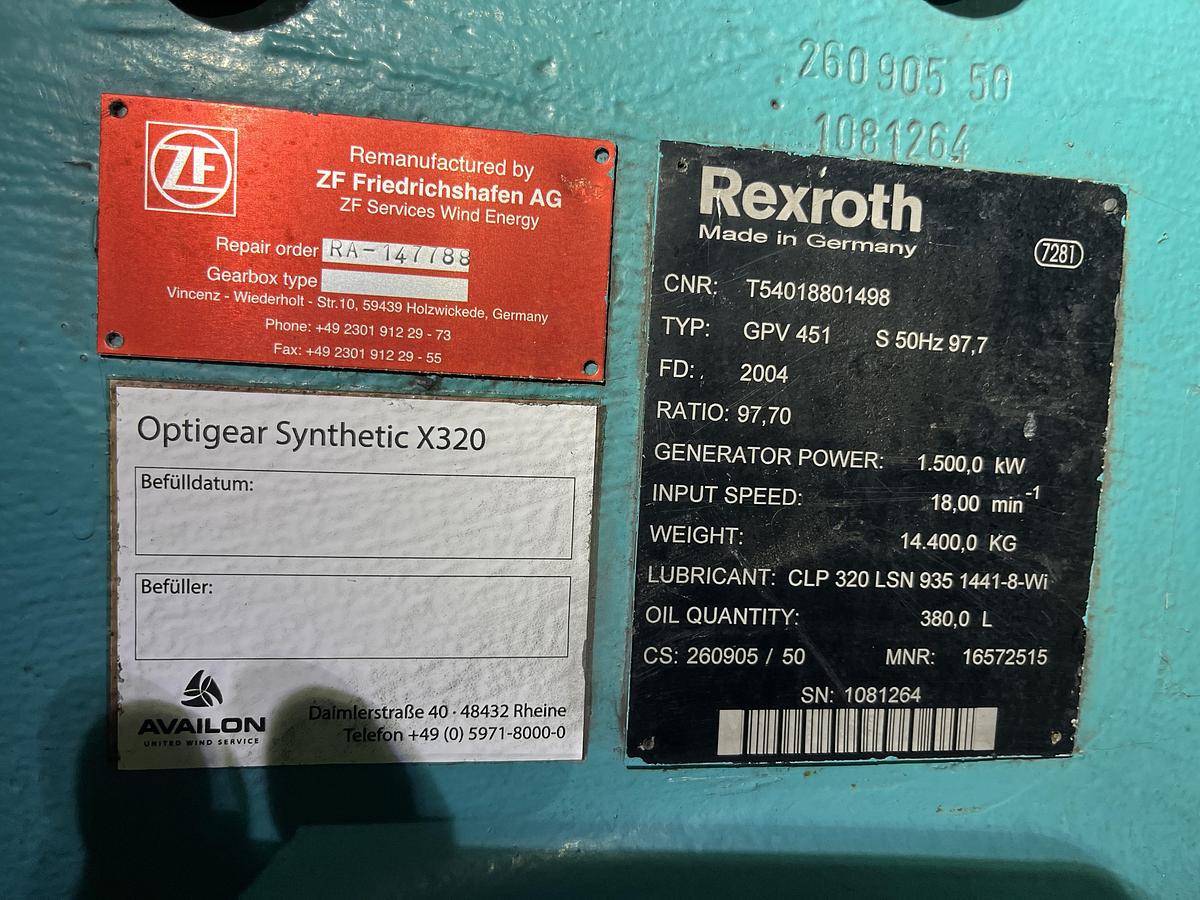 260905 50
1081264
ZF
Remanufactured by
ZF Friedrichshafen AG
ZF Services Wind Energy
Repair order RA-147788
Gearbox type
Vincenz - Wiederholt - Str.10, 59439 Holzwickede, Germany
Phone: +49 2301 912 29 - 73
Fax: +49 2301 912 29 - 55
Optigear Synthetic X320
Befülldatum:
Befüller:
AVAILON
UNITED WIND SERVICE
Daimlerstraße 40 · 48432 Rheine
Telefon +49 (0) 5971-8000-0
Rexroth
Made in Germany
7281
CNR: T54018801498
TYP: GPV 451 S 50Hz 97,7
FD: 2004
RATIO: 97,70
GENERATOR POWER: 1.500,0 kW
INPUT SPEED: 18,00 min-1
WEIGHT: 14.400,0 KG
LUBRICANT: CLP 320 LSN 935 1441-8-Wi
OIL QUANTITY: 380,0 L
CS: 260905 / 50 MNR: 16572515
SN: 1081264